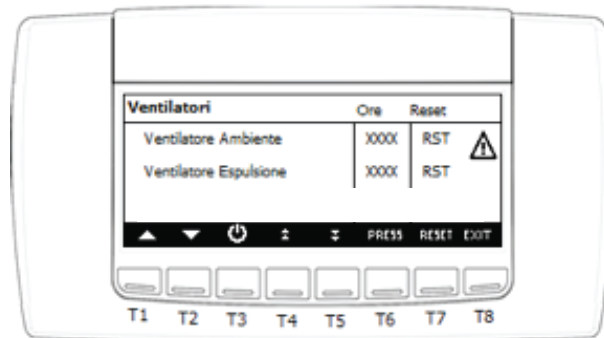 Ventilatori Ore Reset
Ventilatore Ambiente XXXX RST
Ventilatore Espulsione XXXX RST
PRESS RESET EXIT
T1 T2 T3 T4 T5 T6 T7 T8